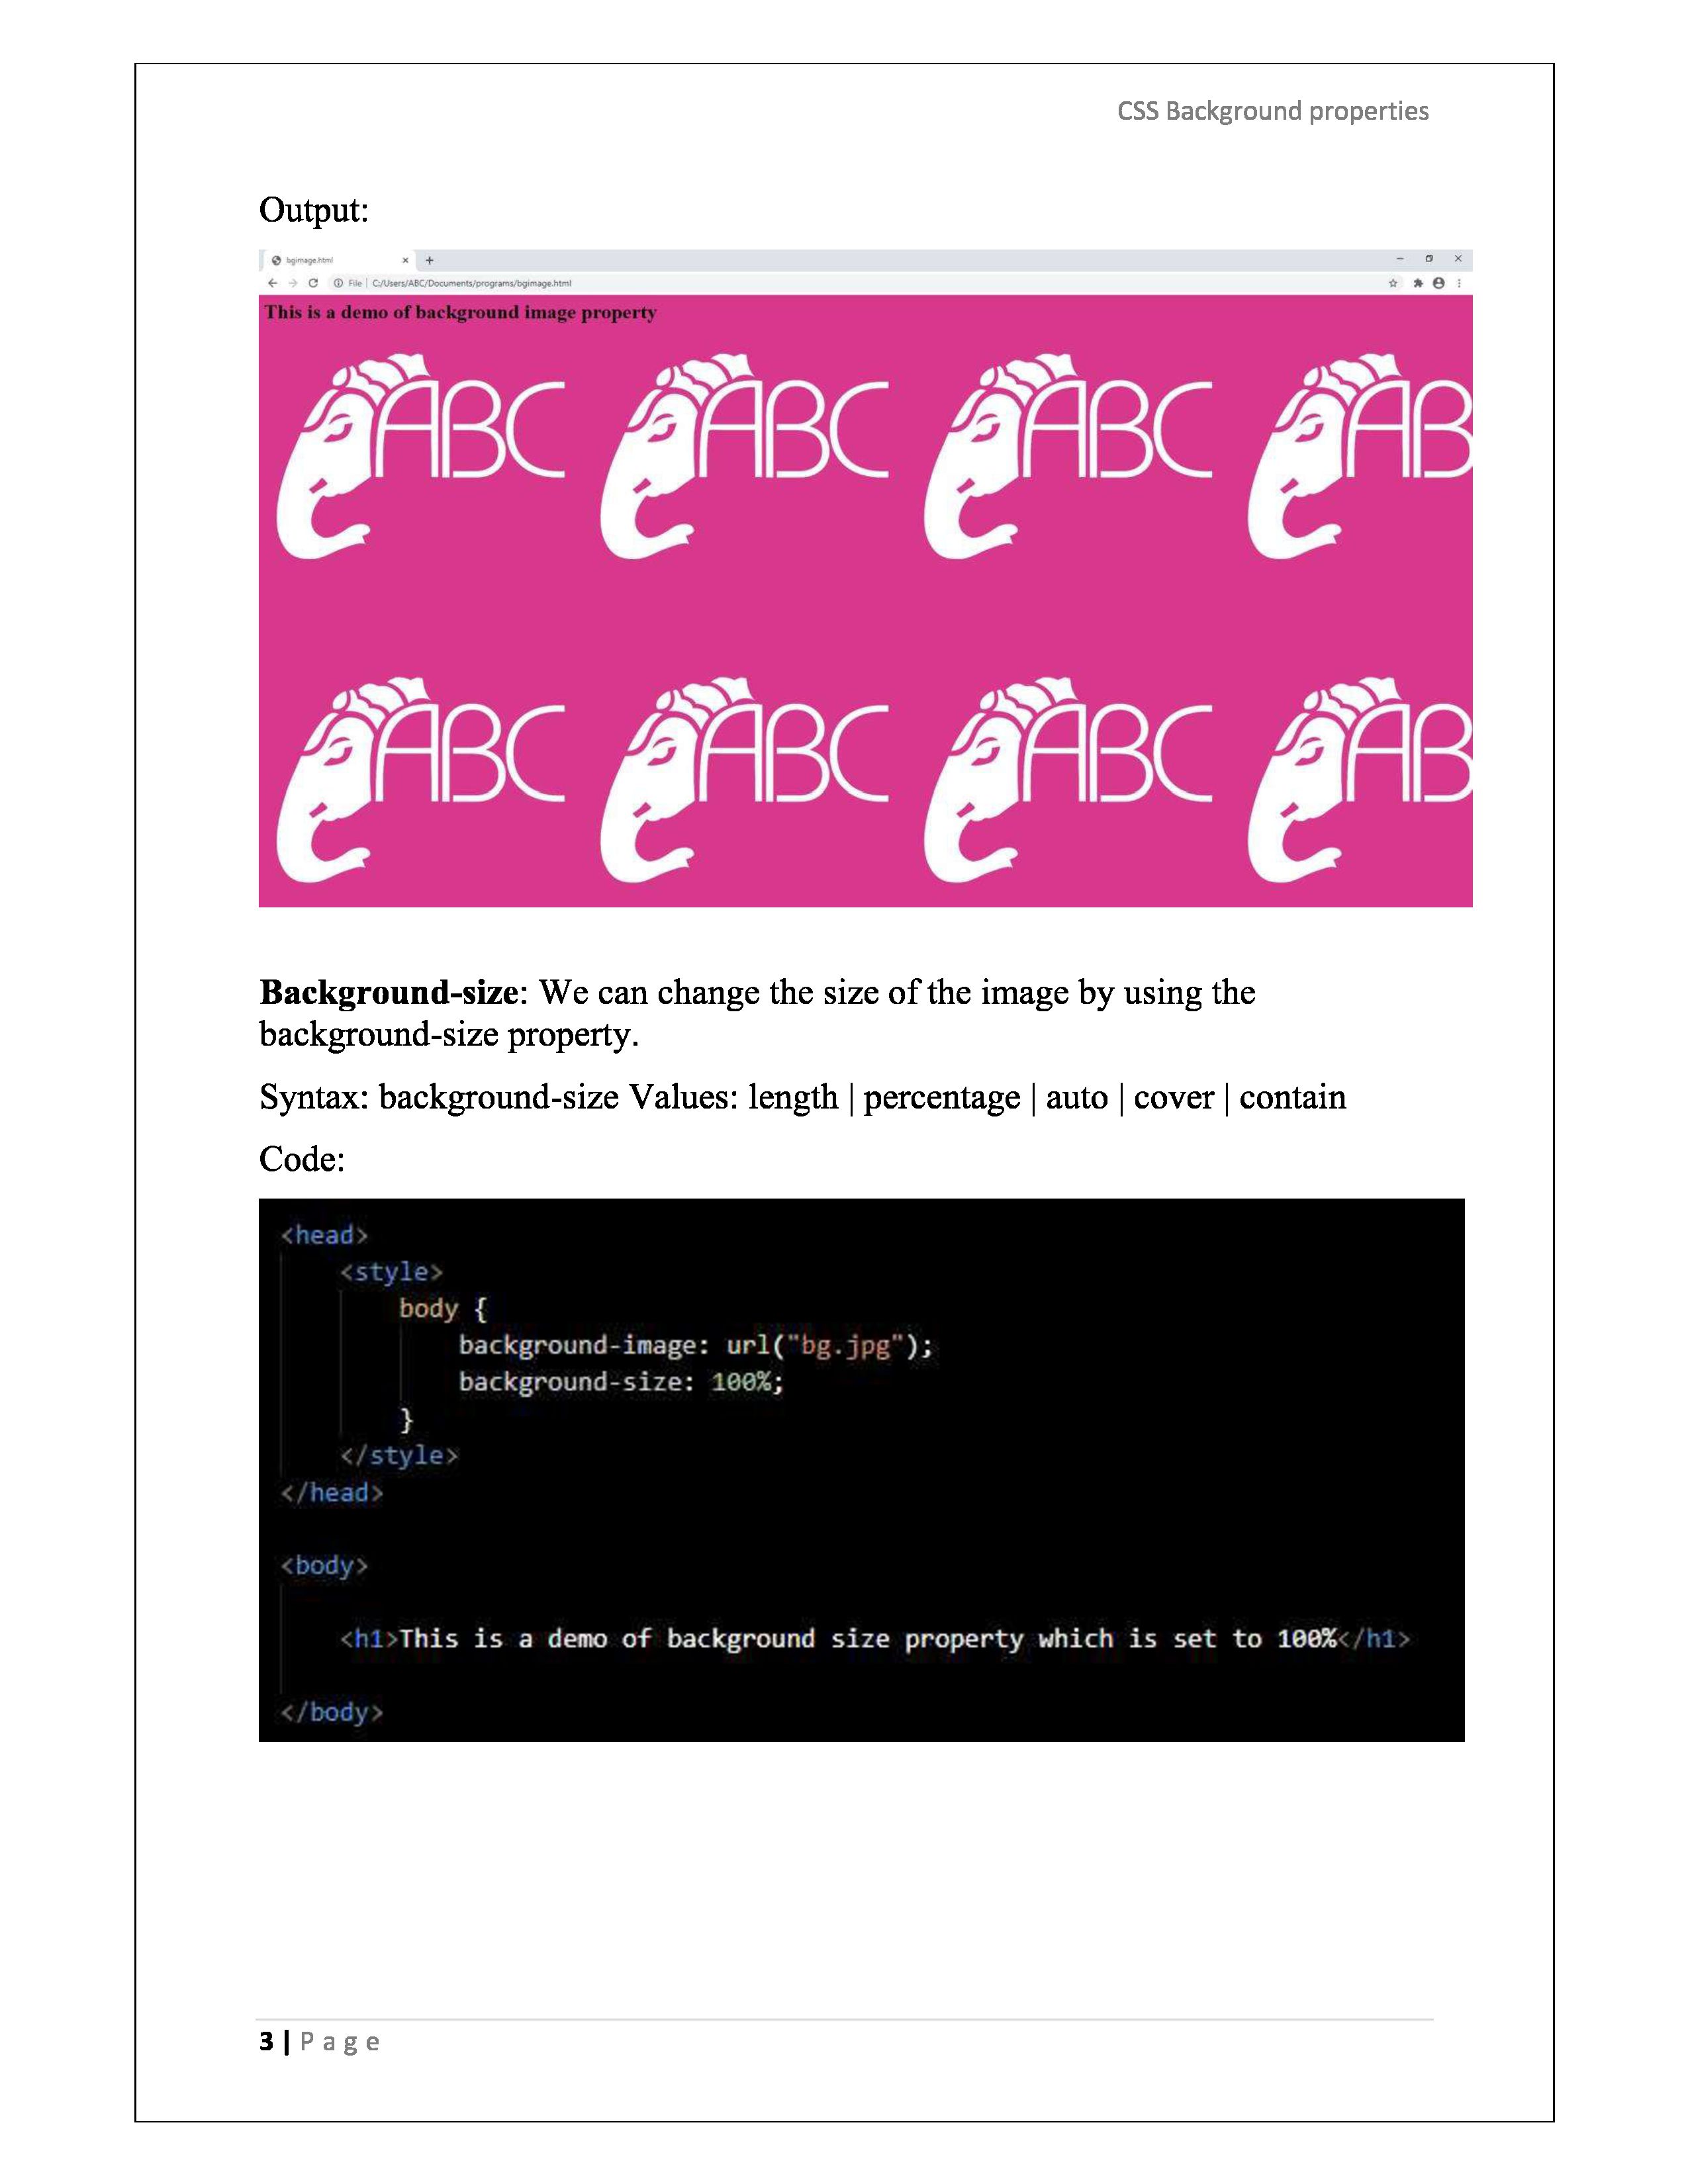 CSS Background properties
Output:
bgimage.html
File | C:/Users/ABC/Documents/programs/bgimage.html
This is a demo of background image property
ABC ABC ABC AB
ABC ABC ABC AB
Background-size: We can change the size of the image by using the
background-size property.
Syntax: background-size Values: length | percentage | auto | cover | contain
Code:
<head>
<style>
body {
background-image: url("bg.jpg");
background-size: 100%;
}
</style>
</head>
<body>
<h1>This is a demo of background size property which is set to 100%</h1>
</body>
3 | Page